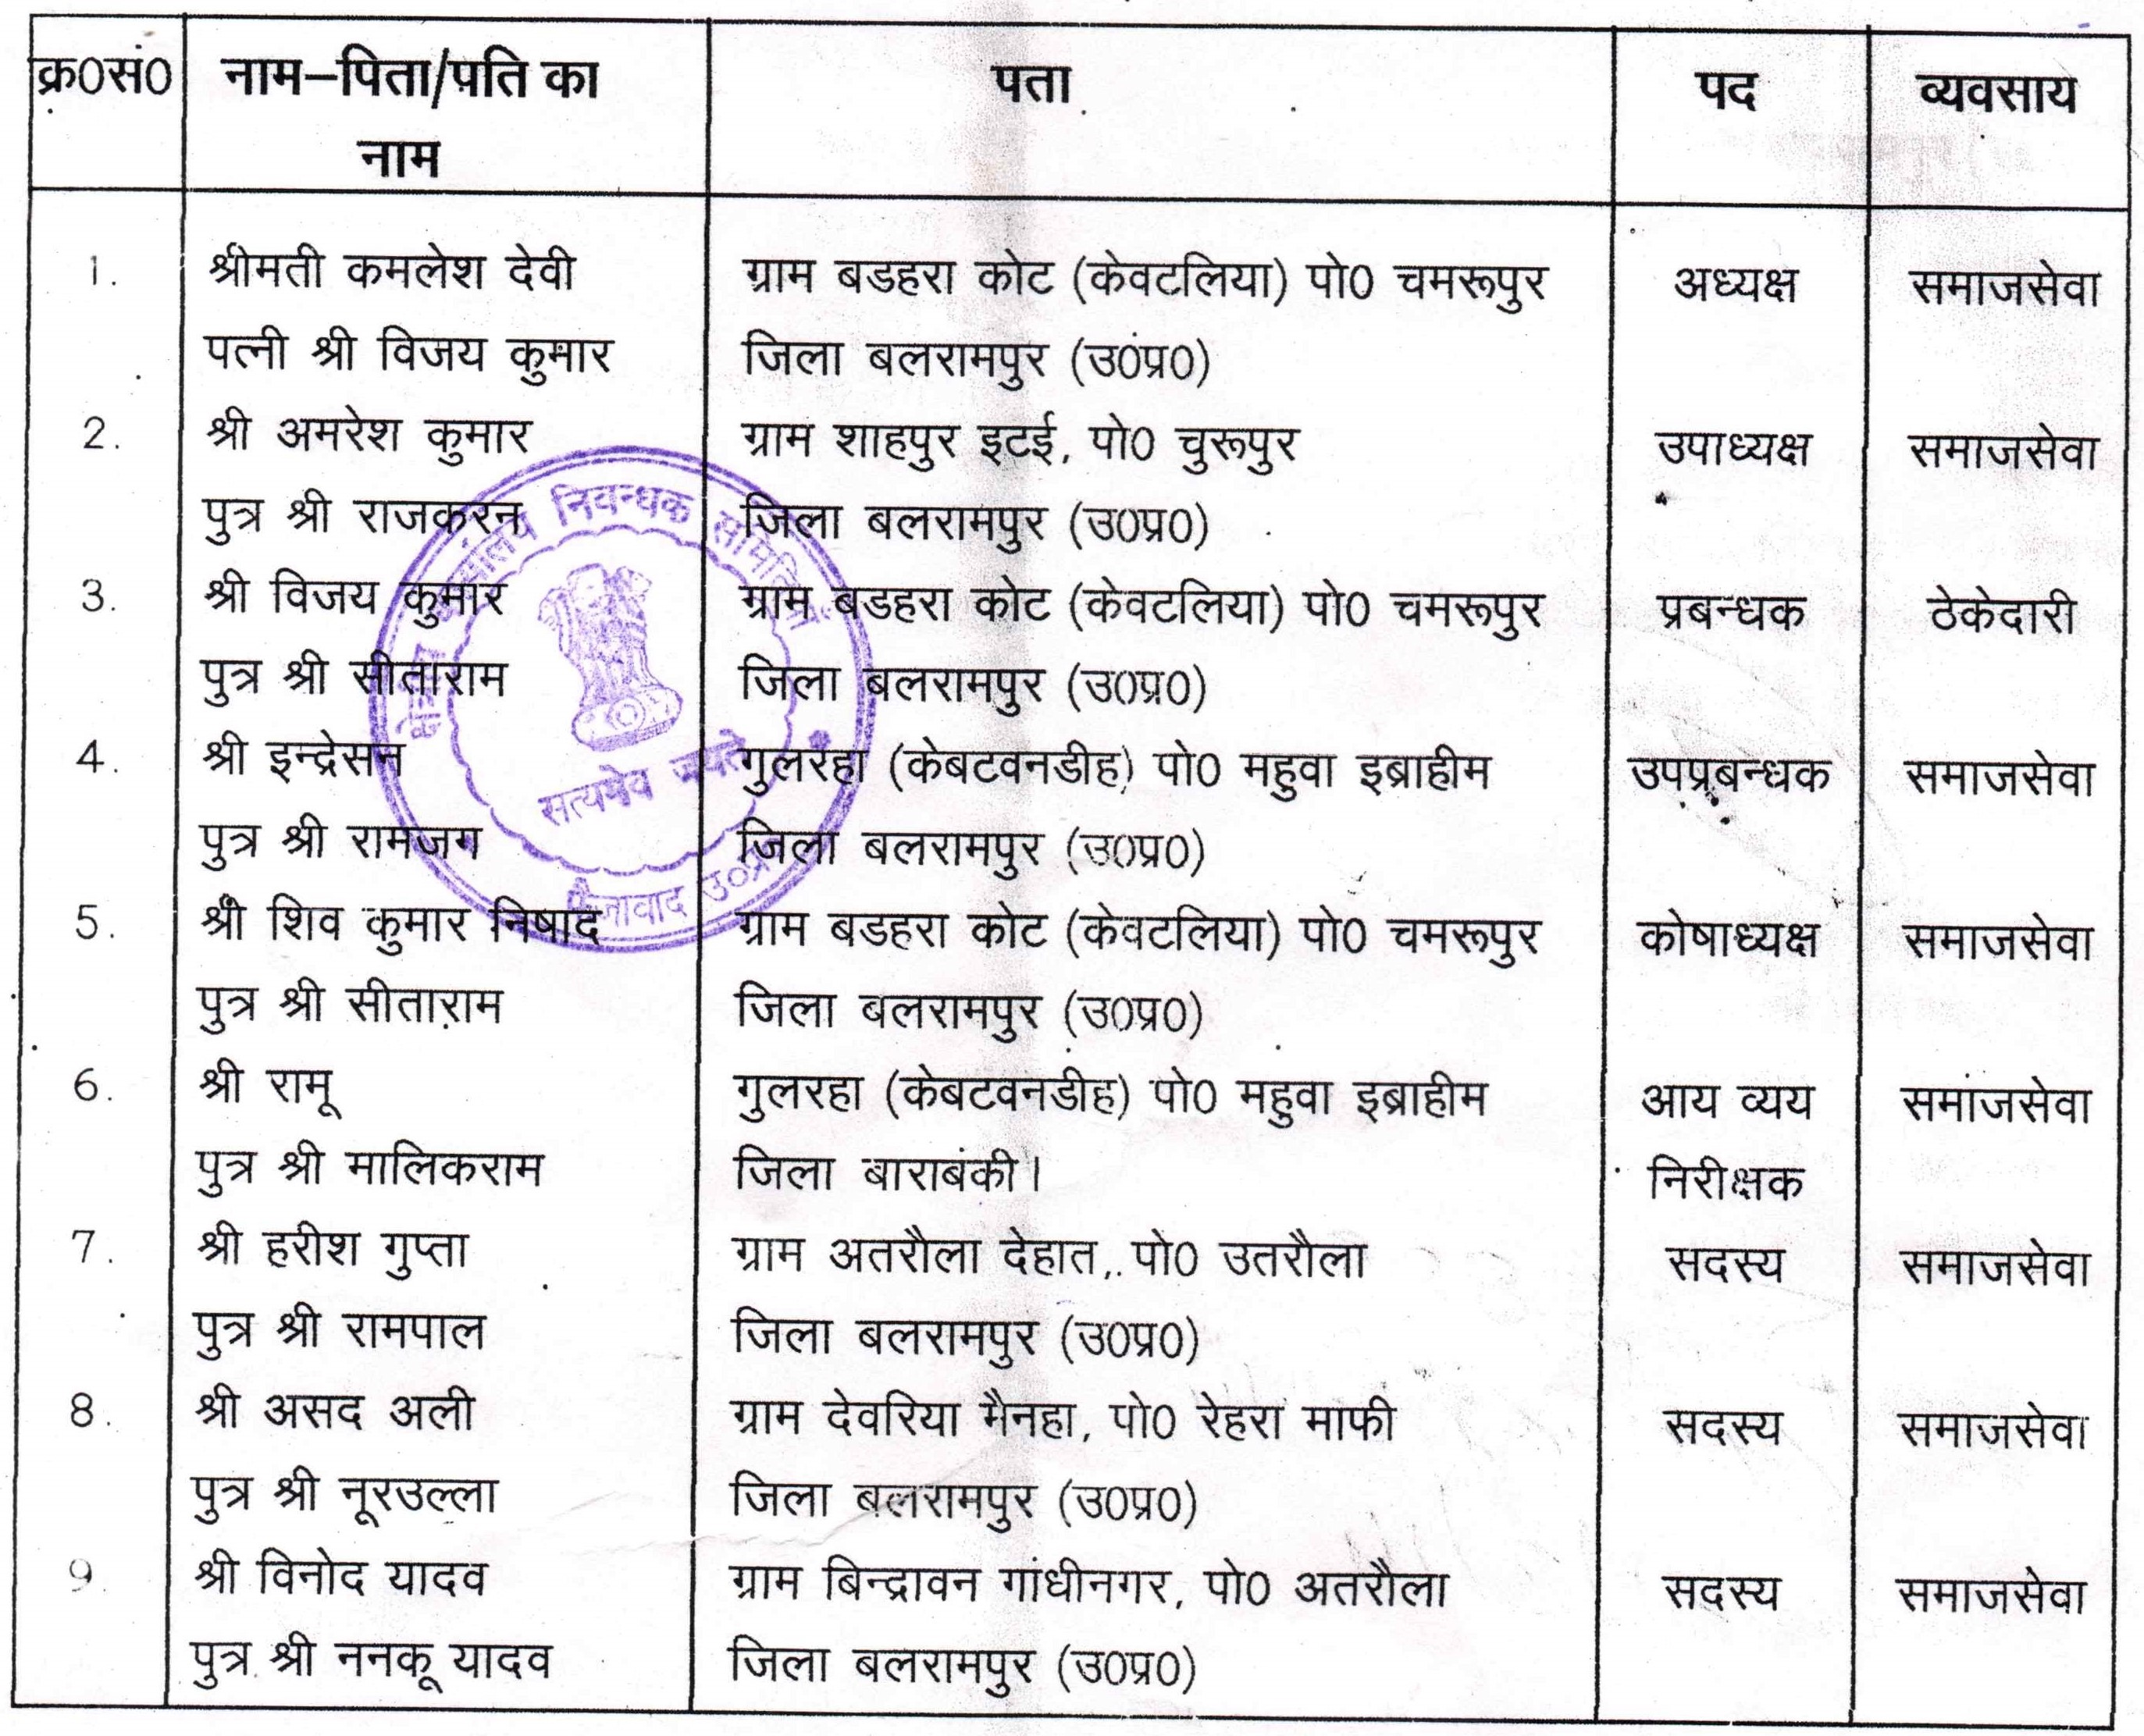 क्र0सं0 नाम–पिता/पति का पता पद व्यवसाय
नाम
1. श्रीमती कमलेश देवी ग्राम बडहरा कोट (केवटलिया) पो0 चमरूपुर अध्यक्ष समाजसेवा
पत्नी श्री विजय कुमार जिला बलरामपुर (उ0प्र0)
2. श्री अमरेश कुमार ग्राम शाहपुर इटई, पो0 चुरूपुर उपाध्यक्ष समाजसेवा
पुत्र श्री राजकरन जिला बलरामपुर (उ0प्र0)
3. श्री विजय कुमार ग्राम बडहरा कोट (केवटलिया) पो0 चमरूपुर प्रबन्धक ठेकेदारी
पुत्र श्री सीताराम जिला बलरामपुर (उ0प्र0)
4. श्री इन्द्रेसन गुलरहा (केबटवनडीह) पो0 महुवा इब्राहीम उपप्रबन्धक समाजसेवा
पुत्र श्री रामजग जिला बलरामपुर (उ0प्र0)
5. श्री शिव कुमार निषाद ग्राम बडहरा कोट (केवटलिया) पो0 चमरूपुर कोषाध्यक्ष समाजसेवा
पुत्र श्री सीताराम जिला बलरामपुर (उ0प्र0)
6. श्री रामू गुलरहा (केबटवनडीह) पो0 महुवा इब्राहीम आय व्यय समाजसेवा
पुत्र श्री मालिकराम जिला बाराबंकी। निरीक्षक
7. श्री हरीश गुप्ता ग्राम अतरौला देहात, पो0 उतरौला सदस्य समाजसेवा
पुत्र श्री रामपाल जिला बलरामपुर (उ0प्र0)
8. श्री असद अली ग्राम देवरिया मैनहा, पो0 रेहरा माफी सदस्य समाजसेवा
पुत्र श्री नूरउल्ला जिला बलरामपुर (उ0प्र0)
9. श्री विनोद यादव ग्राम बिन्द्रावन गांधीनगर, पो0 अतरौला सदस्य समाजसेवा
पुत्र श्री ननकू यादव जिला बलरामपुर (उ0प्र0)
निवन्धक
सत्यमेव जयते
उ०प्र०